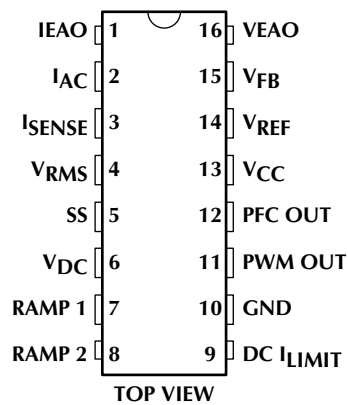 IEAO 1 16 VEAO
IAC 2 15 VFB
ISENSE 3 14 VREF
VRMS 4 13 VCC
SS 5 12 PFC OUT
VDC 6 11 PWM OUT
RAMP 1 7 10 GND
RAMP 2 8 9 DC ILIMIT
TOP VIEW